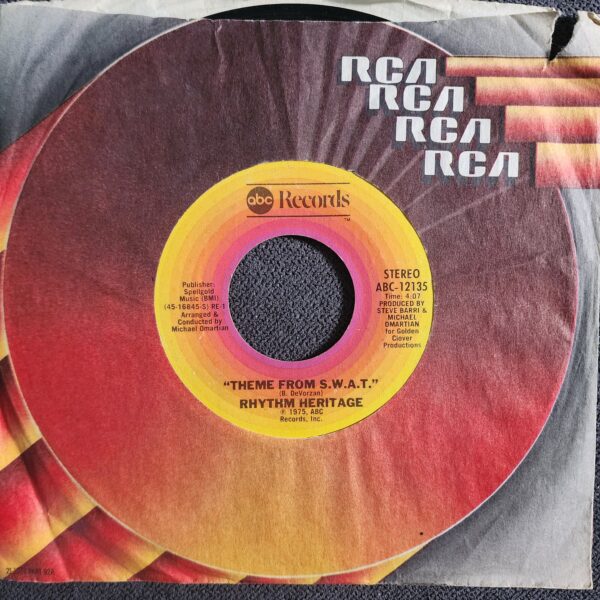 RCA
RCA
RCA
RCA
abc Records
TM
Publisher:
Spellgold
Music (BMI)
(45-16845-S) RE-1
Arranged &
Conducted by
Michael Omartian
STEREO
ABC-12135
Time: 4:07
PRODUCED BY
STEVE BARRI &
MICHAEL
OMARTIAN
for Golden
Clover
Productions
"THEME FROM S.W.A.T."
(B. DeVorzan)
RHYTHM HERITAGE
℗ 1975, ABC
Records, Inc.